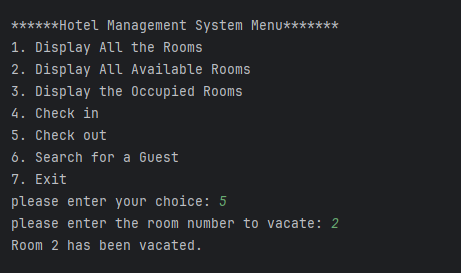 ******Hotel Management System Menu*******
1. Display All the Rooms
2. Display All Available Rooms
3. Display the Occupied Rooms
4. Check in
5. Check out
6. Search for a Guest
7. Exit
please enter your choice: 5
please enter the room number to vacate: 2
Room 2 has been vacated.